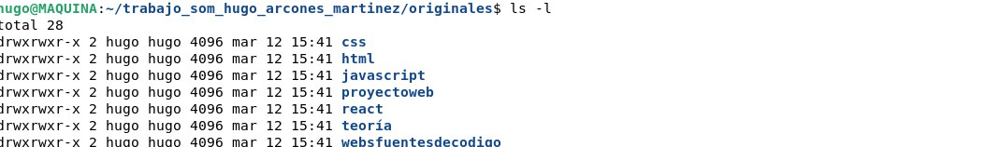 hugo@MAQUINA:~/trabajo_som_hugo_arcones_martinez/originales$ ls -l
total 28
drwxrwxr-x 2 hugo hugo 4096 mar 12 15:41 css
drwxrwxr-x 2 hugo hugo 4096 mar 12 15:41 html
drwxrwxr-x 2 hugo hugo 4096 mar 12 15:41 javascript
drwxrwxr-x 2 hugo hugo 4096 mar 12 15:41 proyectoweb
drwxrwxr-x 2 hugo hugo 4096 mar 12 15:41 react
drwxrwxr-x 2 hugo hugo 4096 mar 12 15:41 teoría
drwxrwxr-x 2 hugo hugo 4096 mar 12 15:41 websfuentesdecodigo